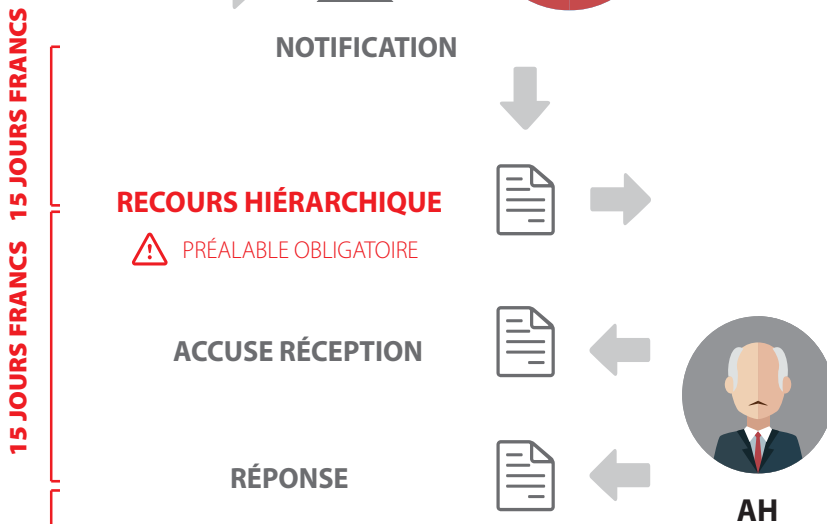 NOTIFICATION
15 JOURS FRANCS
RECOURS HIÉRARCHIQUE
PRÉALABLE OBLIGATOIRE
15 JOURS FRANCS
ACCUSE RÉCEPTION
RÉPONSE
AH